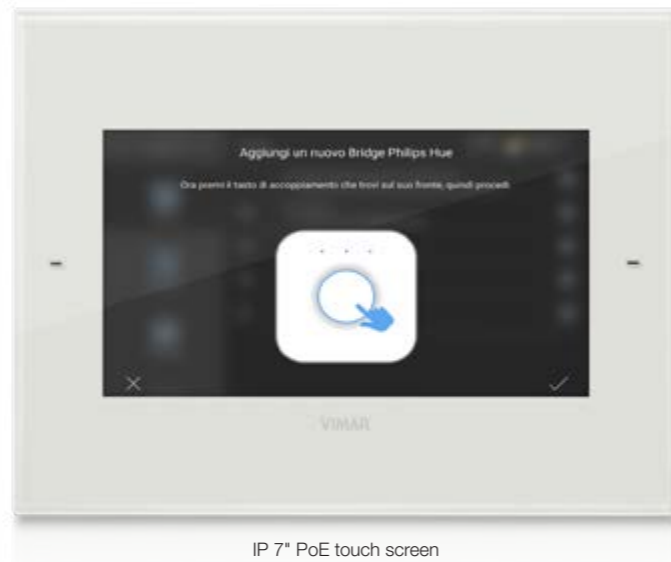 Aggiungi un nuovo Bridge Philips Hue
Ora premi il tasto di accoppiamento che trovi sul suo fronte, quindi procedi.
VIMAR
IP 7" PoE touch screen